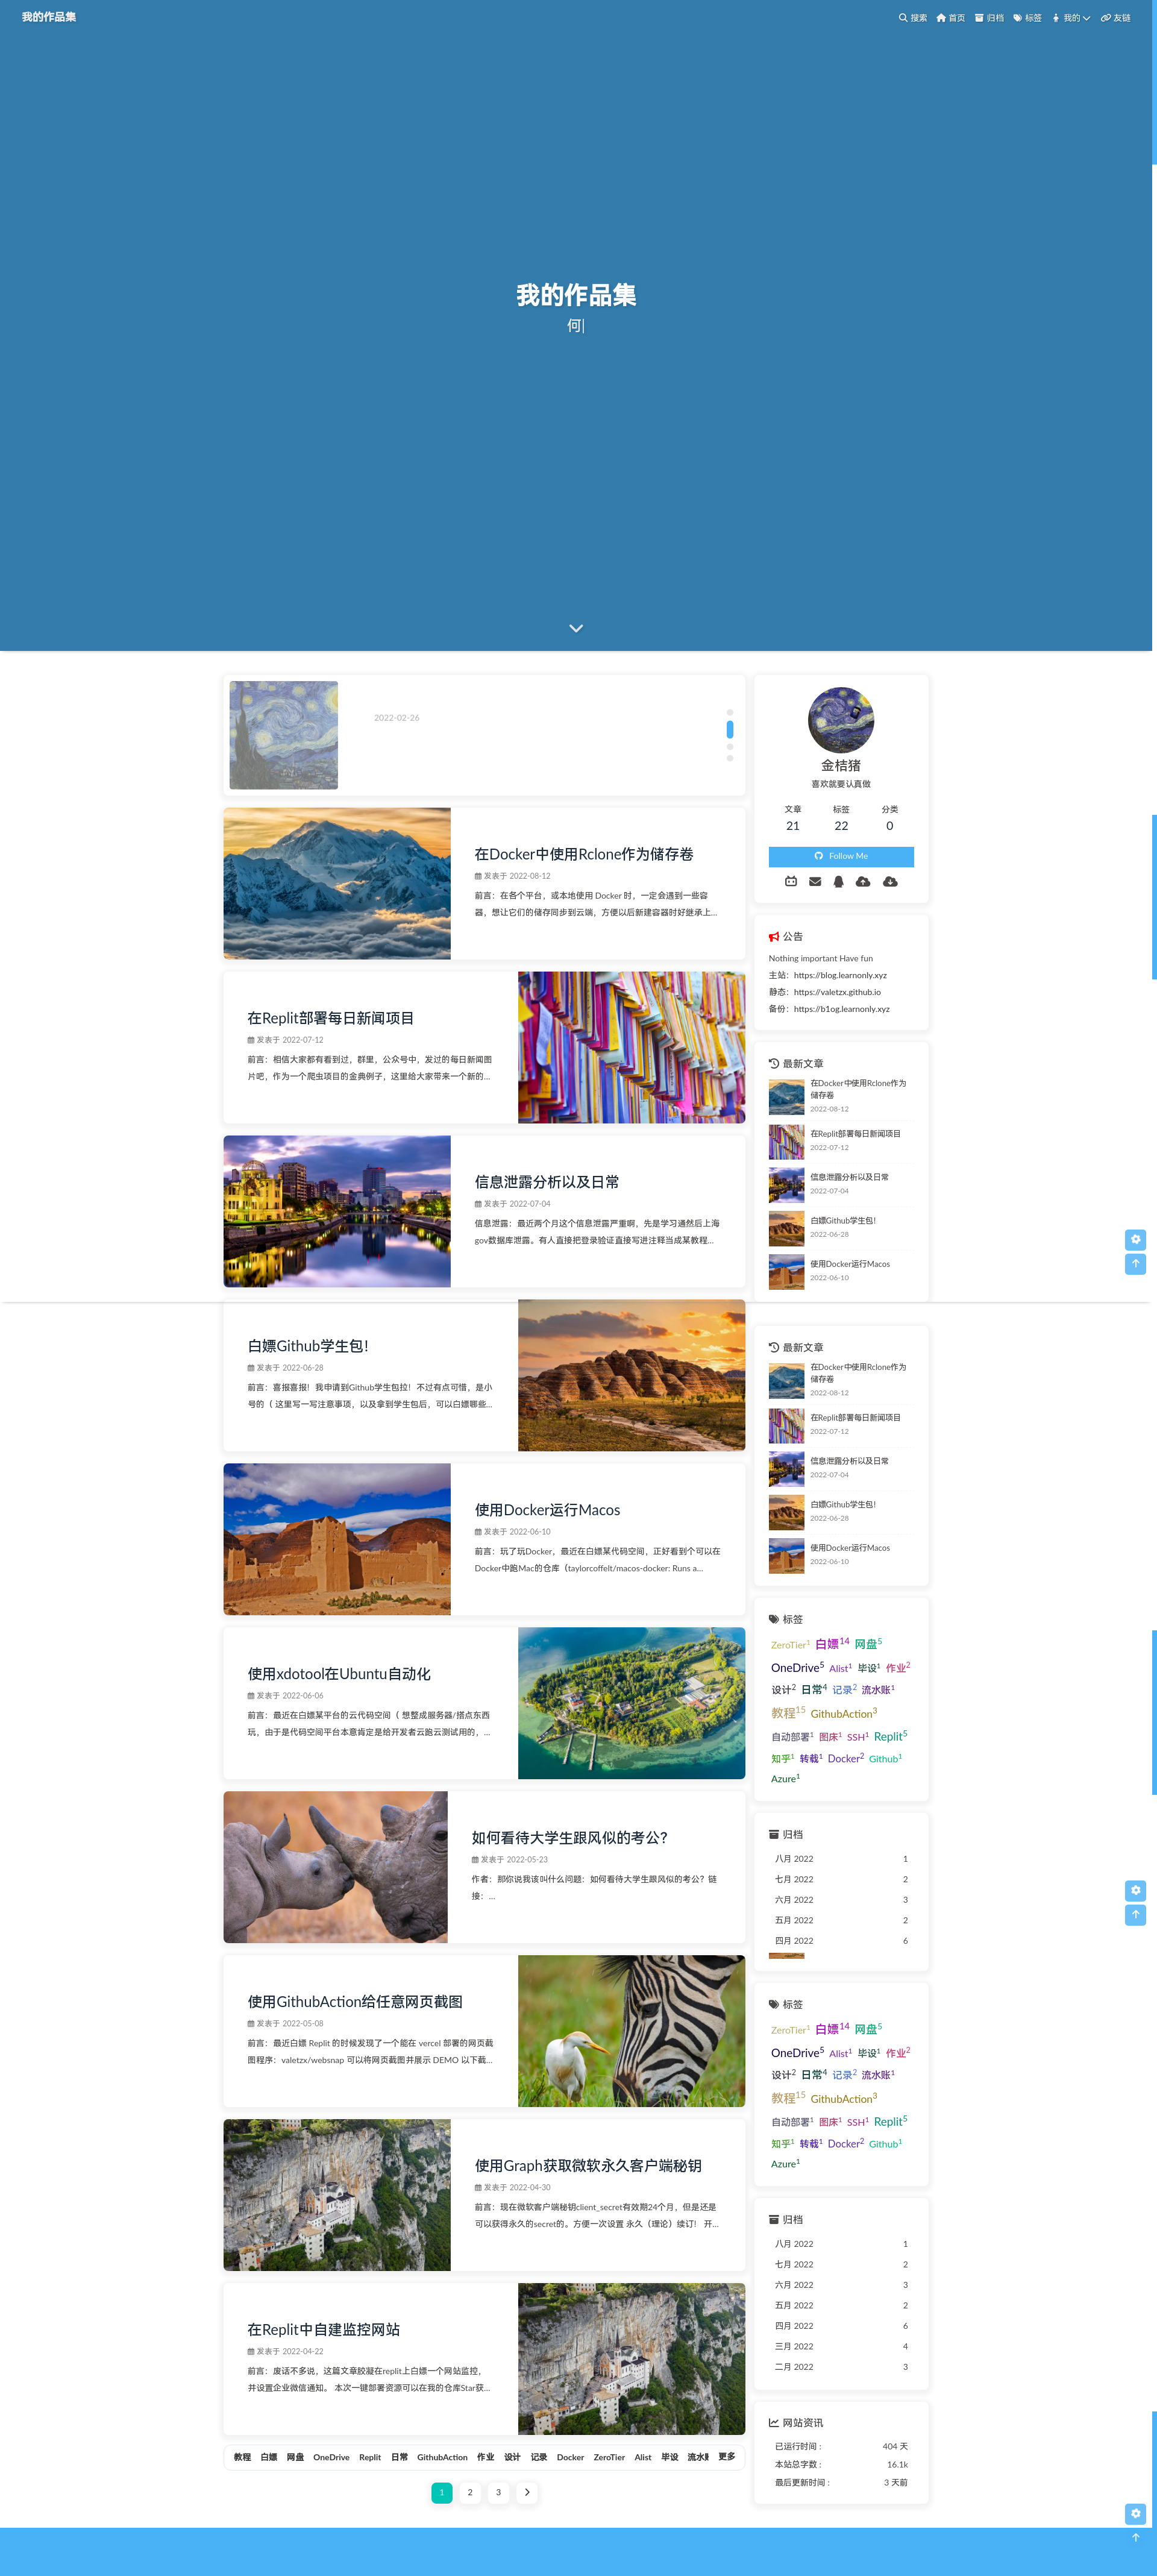 我的作品集
搜索 首页 归档 标签 我的 友链
我的作品集
何
2022-02-26
在Docker中使用Rclone作为储存卷
发表于 2022-08-12
前言：在各个平台，或本地使用 Docker 时，一定会遇到一些容
器，想让它们的储存同步到云端，方便以后新建容器时好继承上...
在Replit部署每日新闻项目
发表于 2022-07-12
前言：相信大家都有看到过，群里，公众号中，发过的每日新闻图
片吧，作为一个爬虫项目的金典例子，这里给大家带来一个新的...
信息泄露分析以及日常
发表于 2022-07-04
信息泄露：最近两个月这个信息泄露严重啊，先是学习通然后上海
gov数据库泄露。有人直接把登录验证直接写进注释当成某教程...
白嫖Github学生包！
发表于 2022-06-28
前言：喜报喜报！我申请到Github学生包拉！不过有点可惜，是小
号的（ 这里写一写注意事项，以及拿到学生包后，可以白嫖哪些...
使用Docker运行Macos
发表于 2022-06-10
前言：玩了玩Docker，最近在白嫖某代码空间，正好看到个可以在
Docker中跑Mac的仓库（taylorcoffelt/macos-docker: Runs a...
使用xdotool在Ubuntu自动化
发表于 2022-06-06
前言：最近在白嫖某平台的云代码空间（ 想整成服务器/搭点东西
玩，由于是代码空间平台本意肯定是给开发者云跑云测试用的，...
如何看待大学生跟风似的考公？
发表于 2022-05-23
作者：那你说我该叫什么问题：如何看待大学生跟风似的考公？链
接：...
使用GithubAction给任意网页截图
发表于 2022-05-08
前言：最近白嫖 Replit 的时候发现了一个能在 vercel 部署的网页截
图程序：valetzx/websnap 可以将网页截图并展示 DEMO 以下截...
使用Graph获取微软永久客户端秘钥
发表于 2022-04-30
前言：现在微软客户端秘钥client_secret有效期24个月，但是还是
可以获得永久的secret的。方便一次设置 永久（理论）续订！ 开...
在Replit中自建监控网站
发表于 2022-04-22
前言：废话不多说，这篇文章胶凝在replit上白嫖一个网站监控，
并设置企业微信通知。 本次一键部署资源可以在我的仓库Star获...
教程 白嫖 网盘 OneDrive Replit 日常 GithubAction 作业 设计 记录 Docker ZeroTier Alist 毕设 流水 更多
1 2 3
金桔猪
喜欢就要认真做
文章 标签 分类
21 22 0
Follow Me
公告
Nothing important Have fun
主站：https://blog.learnonly.xyz
静态：https://valetzx.github.io
备份：https://b1og.learnonly.xyz
最新文章
在Docker中使用Rclone作为
储存卷
2022-08-12
在Replit部署每日新闻项目
2022-07-12
信息泄露分析以及日常
2022-07-04
白嫖Github学生包！
2022-06-28
使用Docker运行Macos
2022-06-10
最新文章
在Docker中使用Rclone作为
储存卷
2022-08-12
在Replit部署每日新闻项目
2022-07-12
信息泄露分析以及日常
2022-07-04
白嫖Github学生包！
2022-06-28
使用Docker运行Macos
2022-06-10
标签
ZeroTier1 白嫖14 网盘5
OneDrive5 Alist1 毕设1 作业2
设计2 日常4 记录2 流水账1
教程15 GithubAction3
自动部署1 图床1 SSH1 Replit5
知乎1 转载1 Docker2 Github1
Azure1
归档
八月 2022 1
七月 2022 2
六月 2022 3
五月 2022 2
四月 2022 6
标签
ZeroTier1 白嫖14 网盘5
OneDrive5 Alist1 毕设1 作业2
设计2 日常4 记录2 流水账1
教程15 GithubAction3
自动部署1 图床1 SSH1 Replit5
知乎1 转载1 Docker2 Github1
Azure1
归档
八月 2022 1
七月 2022 2
六月 2022 3
五月 2022 2
四月 2022 6
三月 2022 4
二月 2022 3
网站资讯
已运行时间 : 404 天
本站总字数 : 16.1k
最后更新时间 : 3 天前